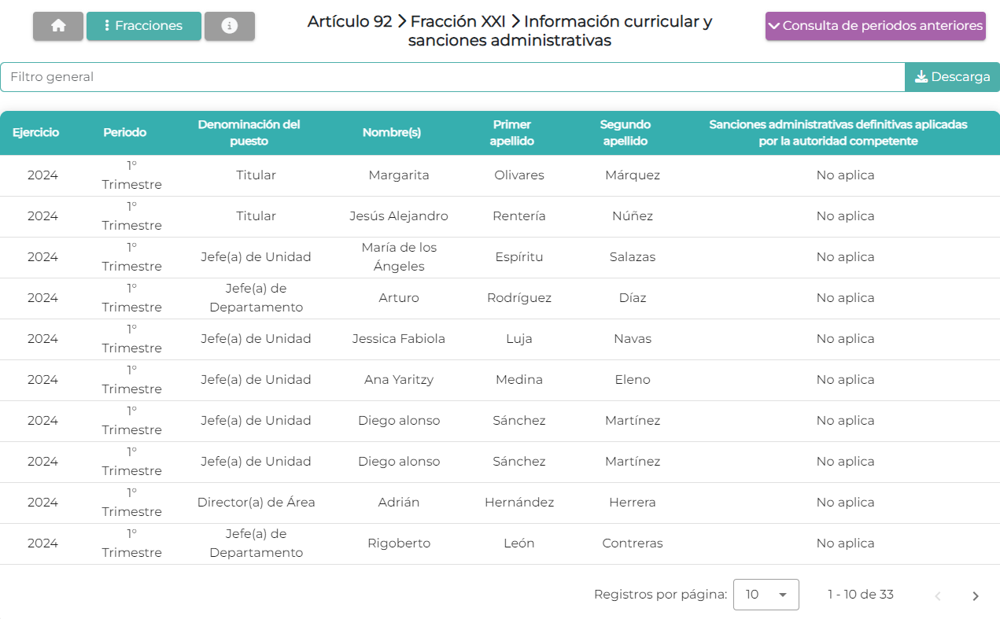 Fracciones
Artículo 92 > Fracción XXI > Información curricular y
sanciones administrativas
Consulta de periodos anteriores
Filtro general
Descarga
Ejercicio Periodo Denominación del puesto Nombre(s) Primer apellido Segundo apellido Sanciones administrativas definitivas aplicadas por la autoridad competente
2024 1° Trimestre Titular Margarita Olivares Márquez No aplica
2024 1° Trimestre Titular Jesús Alejandro Rentería Núñez No aplica
2024 1° Trimestre Jefe(a) de Unidad María de los Ángeles Espíritu Salazas No aplica
2024 1° Trimestre Jefe(a) de Departamento Arturo Rodríguez Díaz No aplica
2024 1° Trimestre Jefe(a) de Unidad Jessica Fabiola Luja Navas No aplica
2024 1° Trimestre Jefe(a) de Unidad Ana Yaritzy Medina Eleno No aplica
2024 1° Trimestre Jefe(a) de Unidad Diego alonso Sánchez Martínez No aplica
2024 1° Trimestre Jefe(a) de Unidad Diego alonso Sánchez Martínez No aplica
2024 1° Trimestre Director(a) de Área Adrián Hernández Herrera No aplica
2024 1° Trimestre Jefe(a) de Departamento Rigoberto León Contreras No aplica
Registros por página: 10 1 - 10 de 33